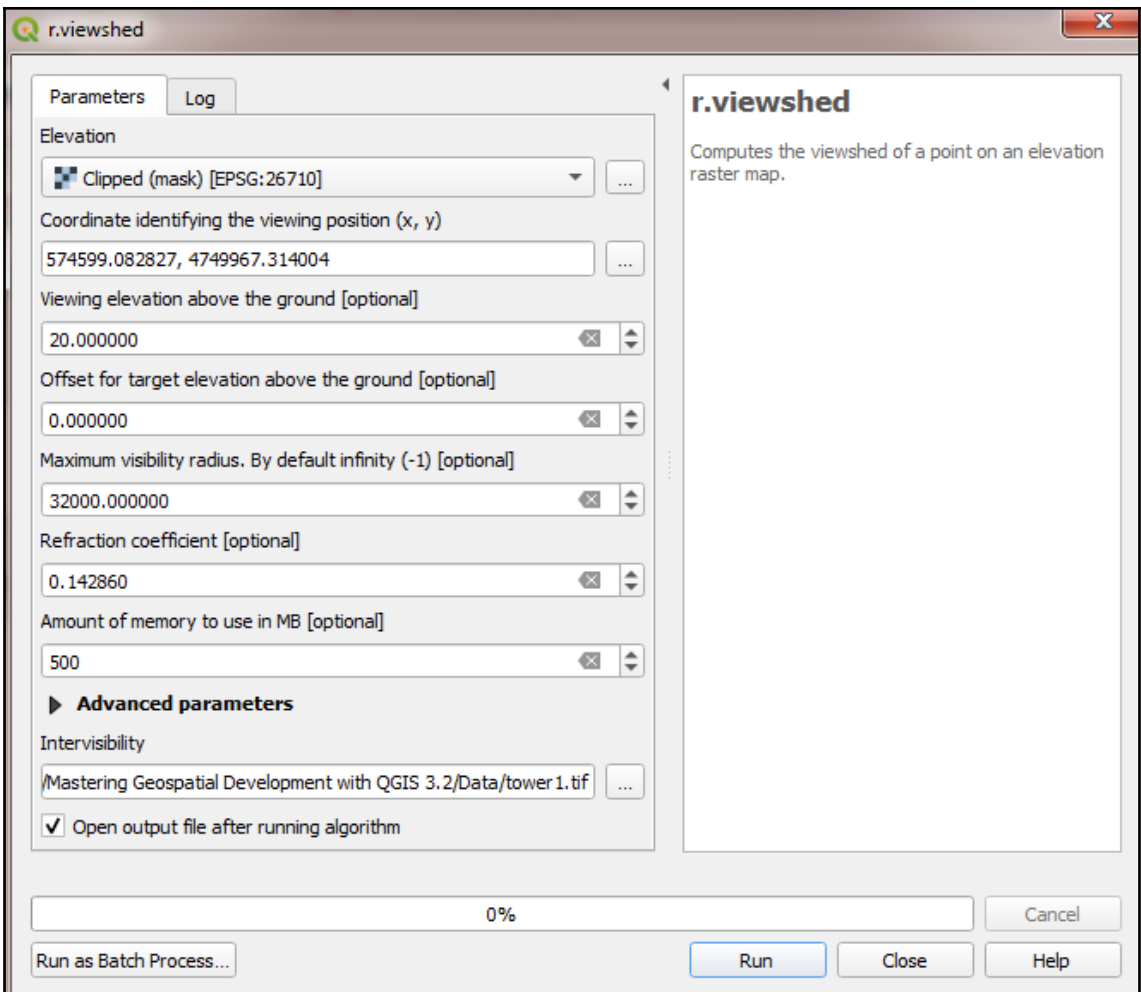 r.viewshed
Parameters
Log
Elevation
Clipped (mask) [EPSG:26710]
...
Coordinate identifying the viewing position (x, y)
574599.082827, 4749967.314004
...
Viewing elevation above the ground [optional]
20.000000
Offset for target elevation above the ground [optional]
0.000000
Maximum visibility radius. By default infinity (-1) [optional]
32000.000000
Refraction coefficient [optional]
0.142860
Amount of memory to use in MB [optional]
500
Advanced parameters
Intervisibility
/Mastering Geospatial Development with QGIS 3.2/Data/tower1.tif
...
Open output file after running algorithm
r.viewshed
Computes the viewshed of a point on an elevation
raster map.
0%
Cancel
Run as Batch Process...
Run
Close
Help